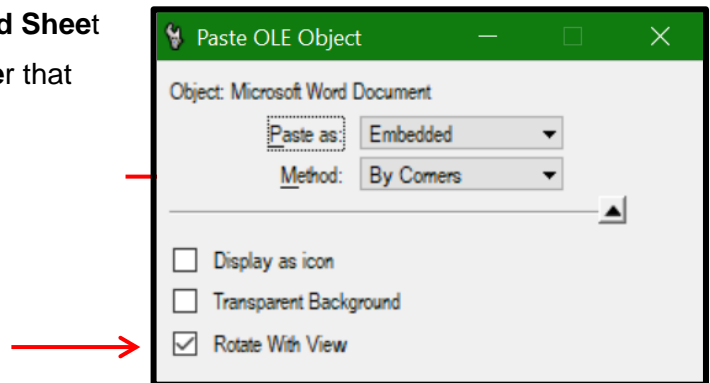 d Sheet
er that
Paste OLE Object
Object: Microsoft Word Document
Paste as: Embedded
Method: By Corners
Display as icon
Transparent Background
Rotate With View